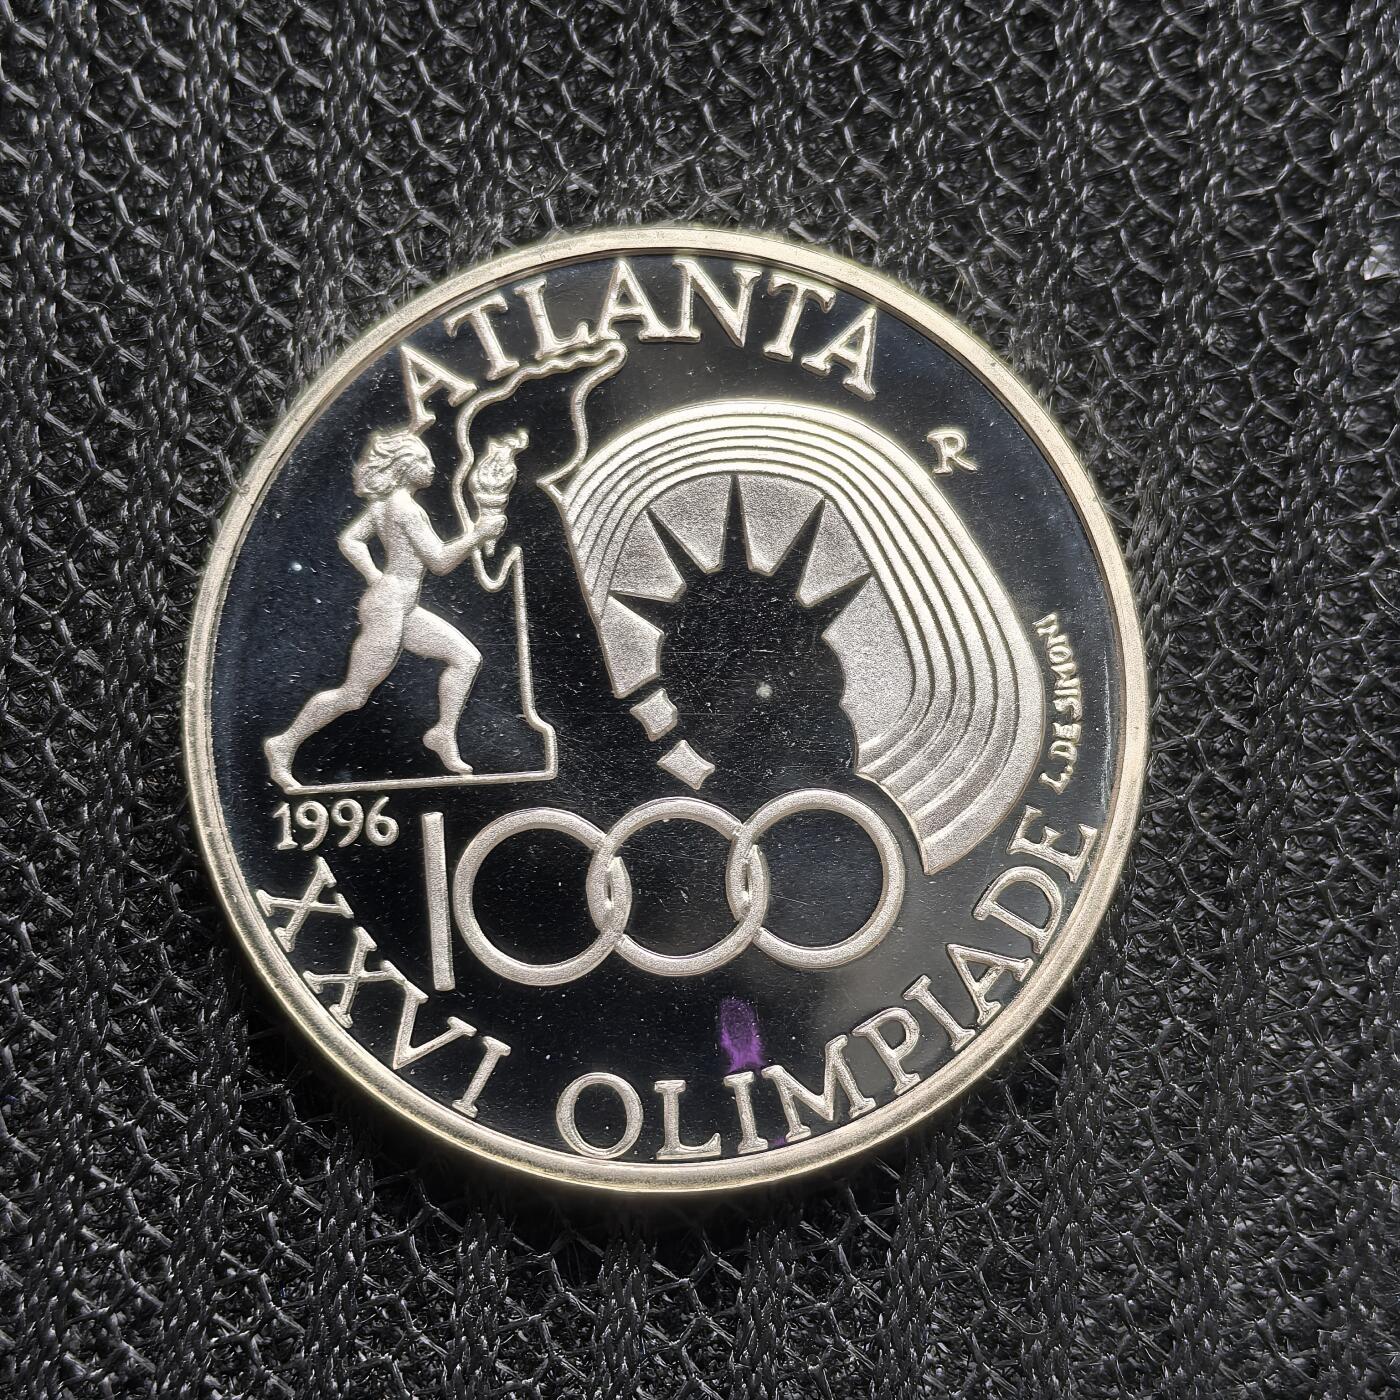 ATLANTA
R
L. DE SIMONI
1996
1000
XXVI OLIMPIADE